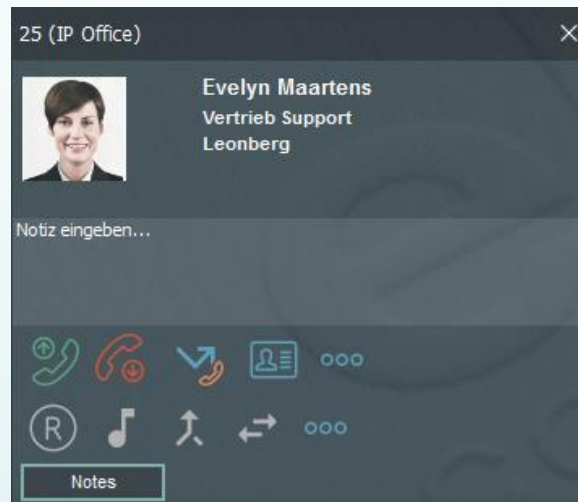 25 (IP Office)
Evelyn Maartens
Vertrieb Support
Leonberg
Notiz eingeben...
R
Notes